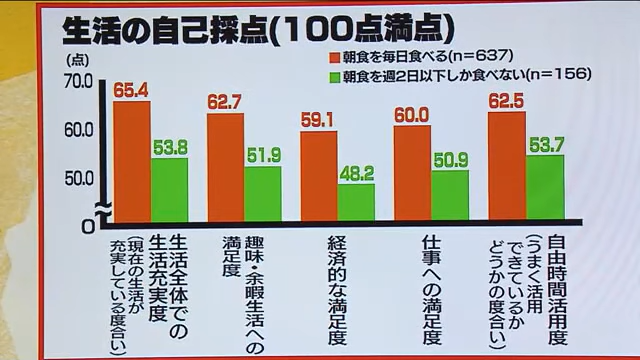 生活の自己採点(100点満点)
(点)
■朝食を毎日食べる(n=637)
■朝食を週2日以下しか食べない(n=156)
70.0
60.0
50.0
0
65.4
53.8
62.7
51.9
59.1
48.2
60.0
50.9
62.5
53.7
生活全体での
生活充実度
(現在の生活が
充実している度合い)
趣味・余暇生活への
満足度
経済的な満足度
仕事への満足度
自由時間活用度
(うまく活用
できているか
どうかの度合い)